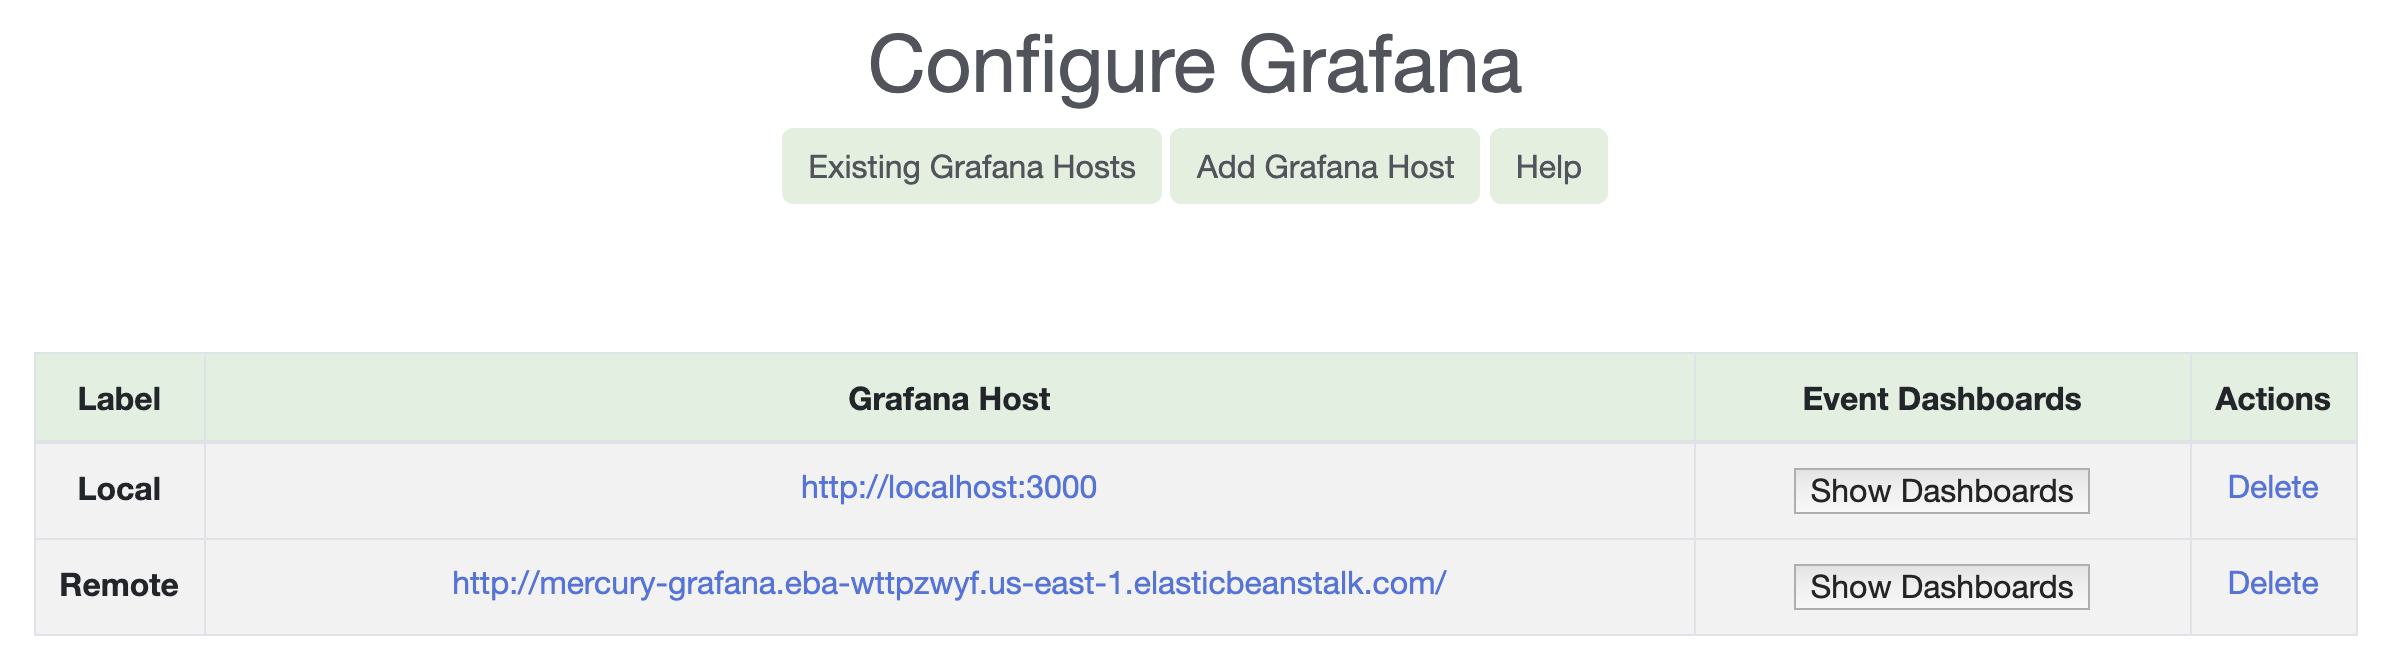 Configure Grafana
Existing Grafana Hosts Add Grafana Host Help
Label Grafana Host Event Dashboards Actions
Local http://localhost:3000 Show Dashboards Delete
Remote http://mercury-grafana.eba-wttpzwyf.us-east-1.elasticbeanstalk.com/ Show Dashboards Delete